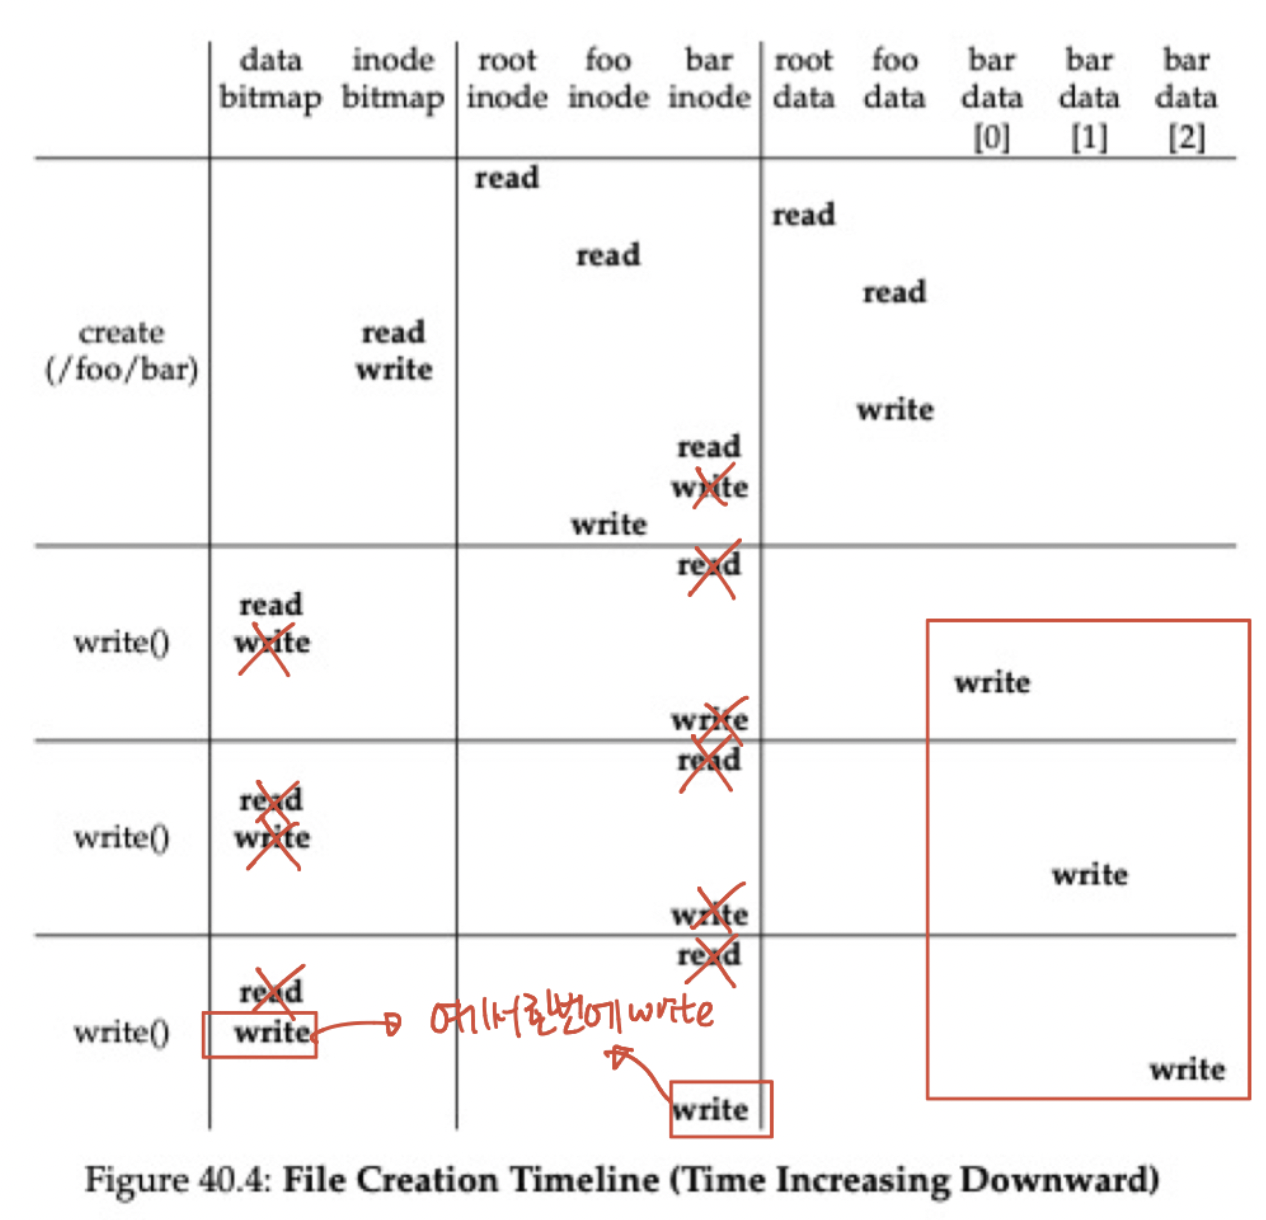 data inode root foo bar root foo bar bar bar
bitmap bitmap inode inode inode data data data data data
[0] [1] [2]
read
read
read
read
create read
(/foo/bar) write
write
read
write
write
read
read
write() write
write
write
read
read
write() write
write
write
read
read
write() write 여서 한번에 write
write
write
Figure 40.4: File Creation Timeline (Time Increasing Downward)